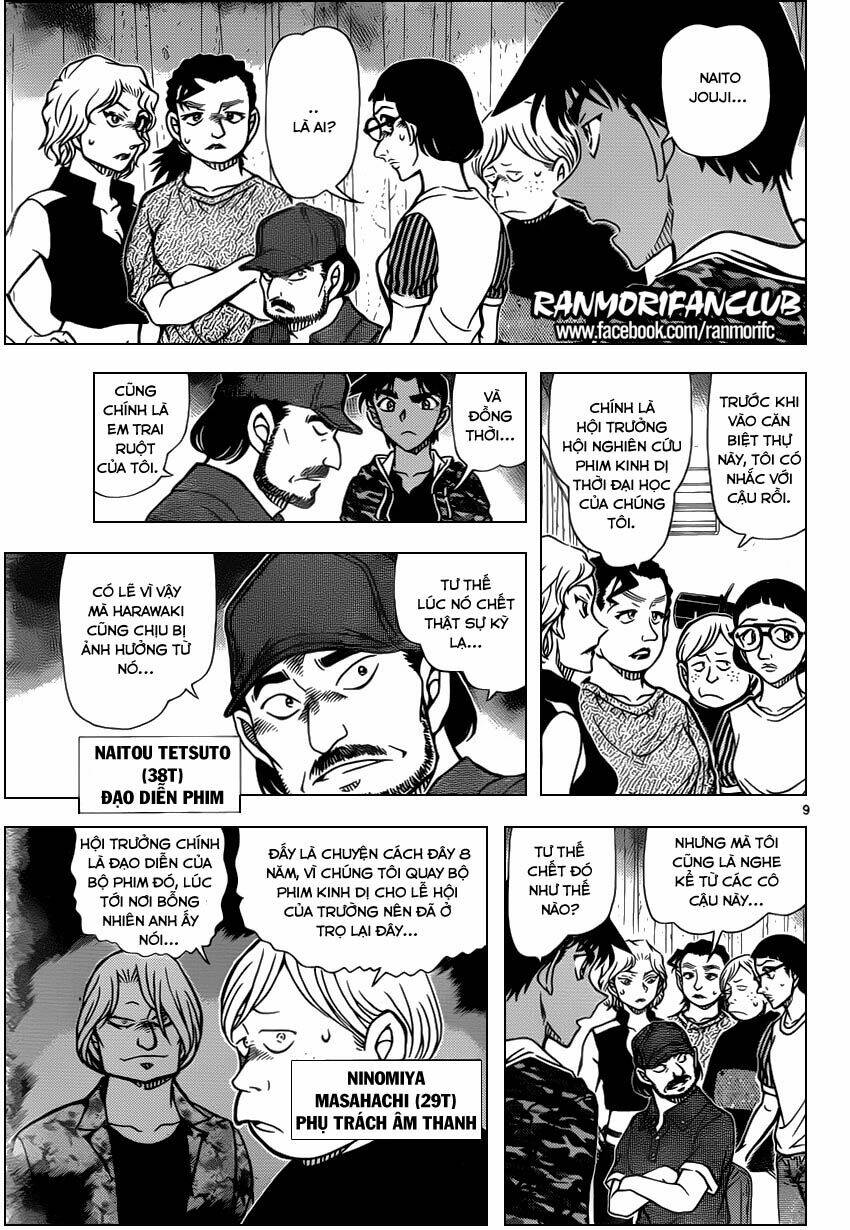 NAITO
JOUJI...
..
LÀ AI?
RANMORIFANCLUB
www.facebook.com/ranmorifc
TRƯỚC KHI
VÀO CĂN
BIỆT THỰ
NÀY, TÔI CÓ
NHẮC VỚI
CẬU RỒI.
CHÍNH LÀ
HỘI TRƯỞNG
HỘI NGHIÊN CỨU
PHIM KINH DỊ
THỜI ĐẠI HỌC
CỦA CHÚNG
TÔI.
VÀ
ĐỒNG
THỜI...
CŨNG
CHÍNH LÀ
EM TRAI
RUỘT
CỦA TÔI.
TƯ THẾ
LÚC NÓ CHẾT
THẬT SỰ KỲ
LẠ...
CÓ LẼ VÌ VẬY
MÀ HARAWAKI
CŨNG CHỊU BỊ
ẢNH HƯỞNG TỪ
NÓ...
NAITOU TETSUTO
(38T)
ĐẠO DIỄN PHIM
9
NHƯNG MÀ TÔI
CŨNG LÀ NGHE
KỂ TỪ CÁC CÔ
CẬU NÀY...
TƯ THẾ
CHẾT ĐÓ
NHƯ THẾ
NÀO?
ĐẤY LÀ CHUYỆN CÁCH ĐÂY 8
NĂM, VÌ CHÚNG TÔI QUAY BỘ
PHIM KINH DỊ CHO LỄ HỘI
CỦA TRƯỜNG NÊN ĐÃ Ở
TRỌ LẠI ĐÂY...
HỘI TRƯỞNG CHÍNH
LÀ ĐẠO DIỄN CỦA
BỘ PHIM ĐÓ, LÚC
TỚI NƠI BỖNG
NHIÊN ANH ẤY
NÓI...
NINOMIYA
MASAHACHI (29T)
PHỤ TRÁCH ÂM THANH